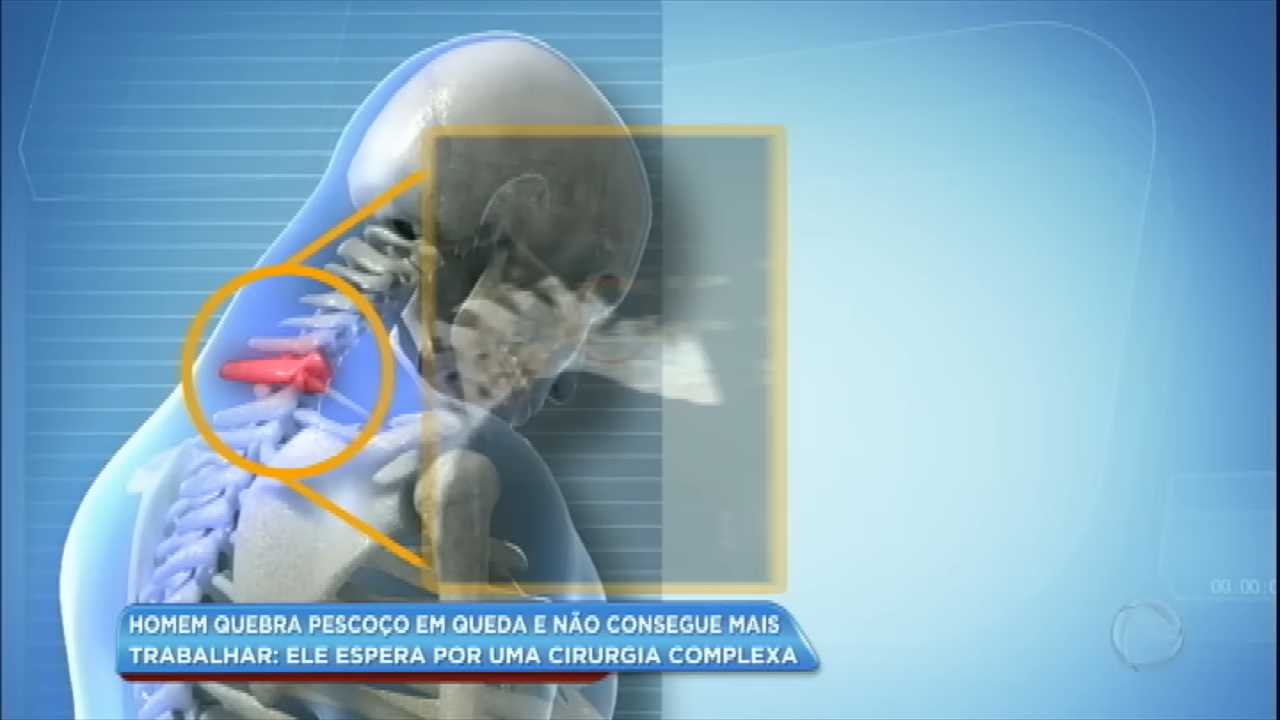 HOMEM QUEBRA PESCOÇO EM QUEDA E NÃO CONSEGUE MAIS
TRABALHAR: ELE ESPERA POR UMA CIRURGIA COMPLEXA